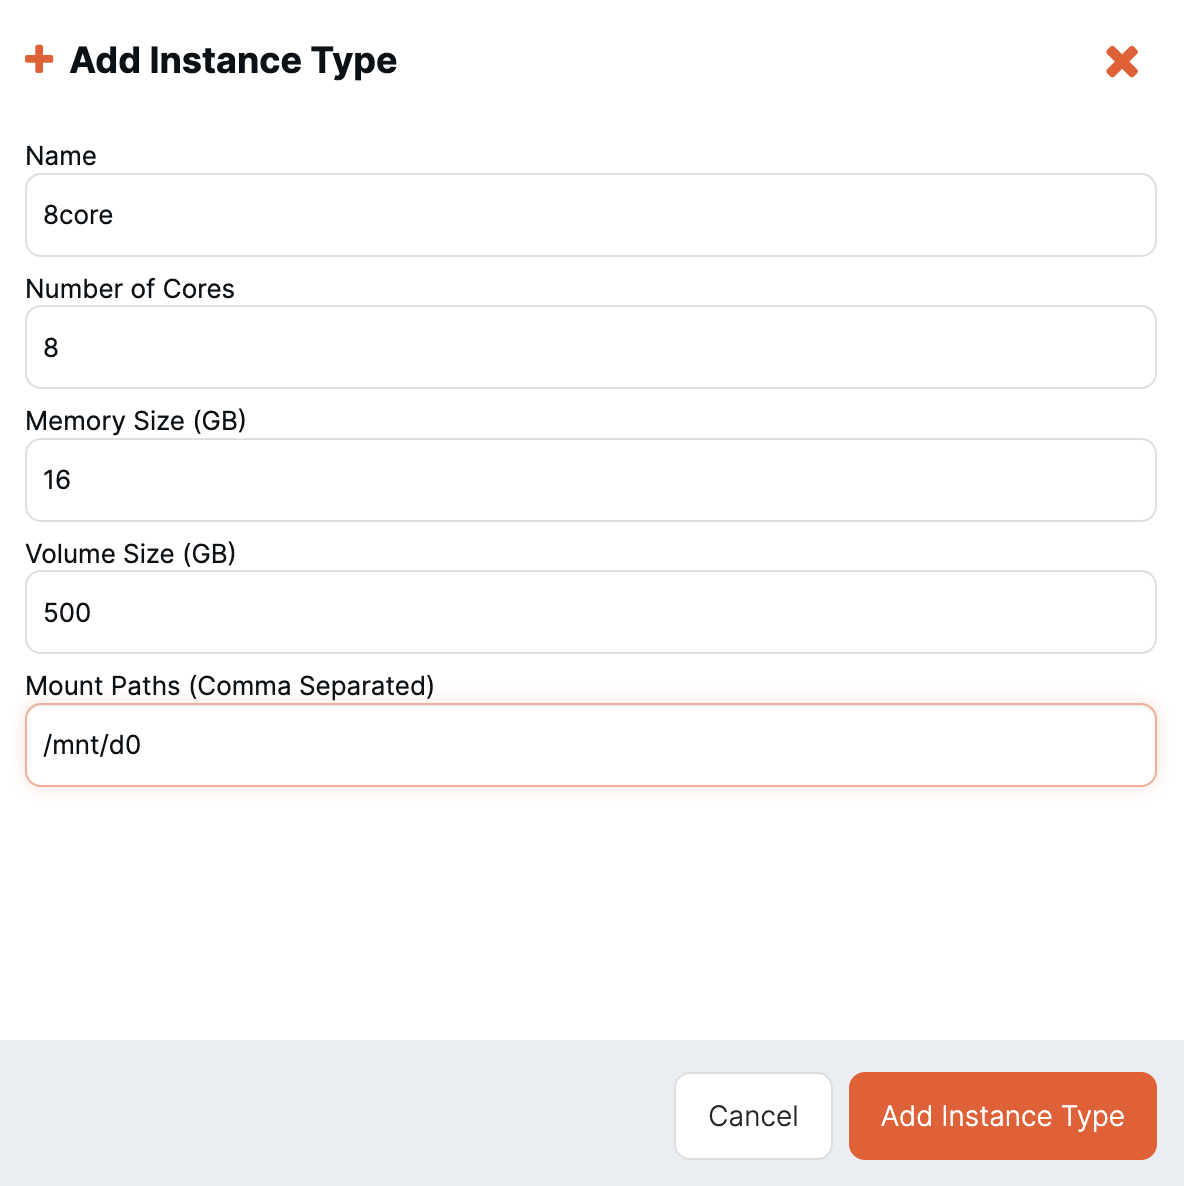 Add Instance Type
Name
8core
Number of Cores
8
Memory Size (GB)
16
Volume Size (GB)
500
Mount Paths (Comma Separated)
/mnt/d0
Cancel
Add Instance Type